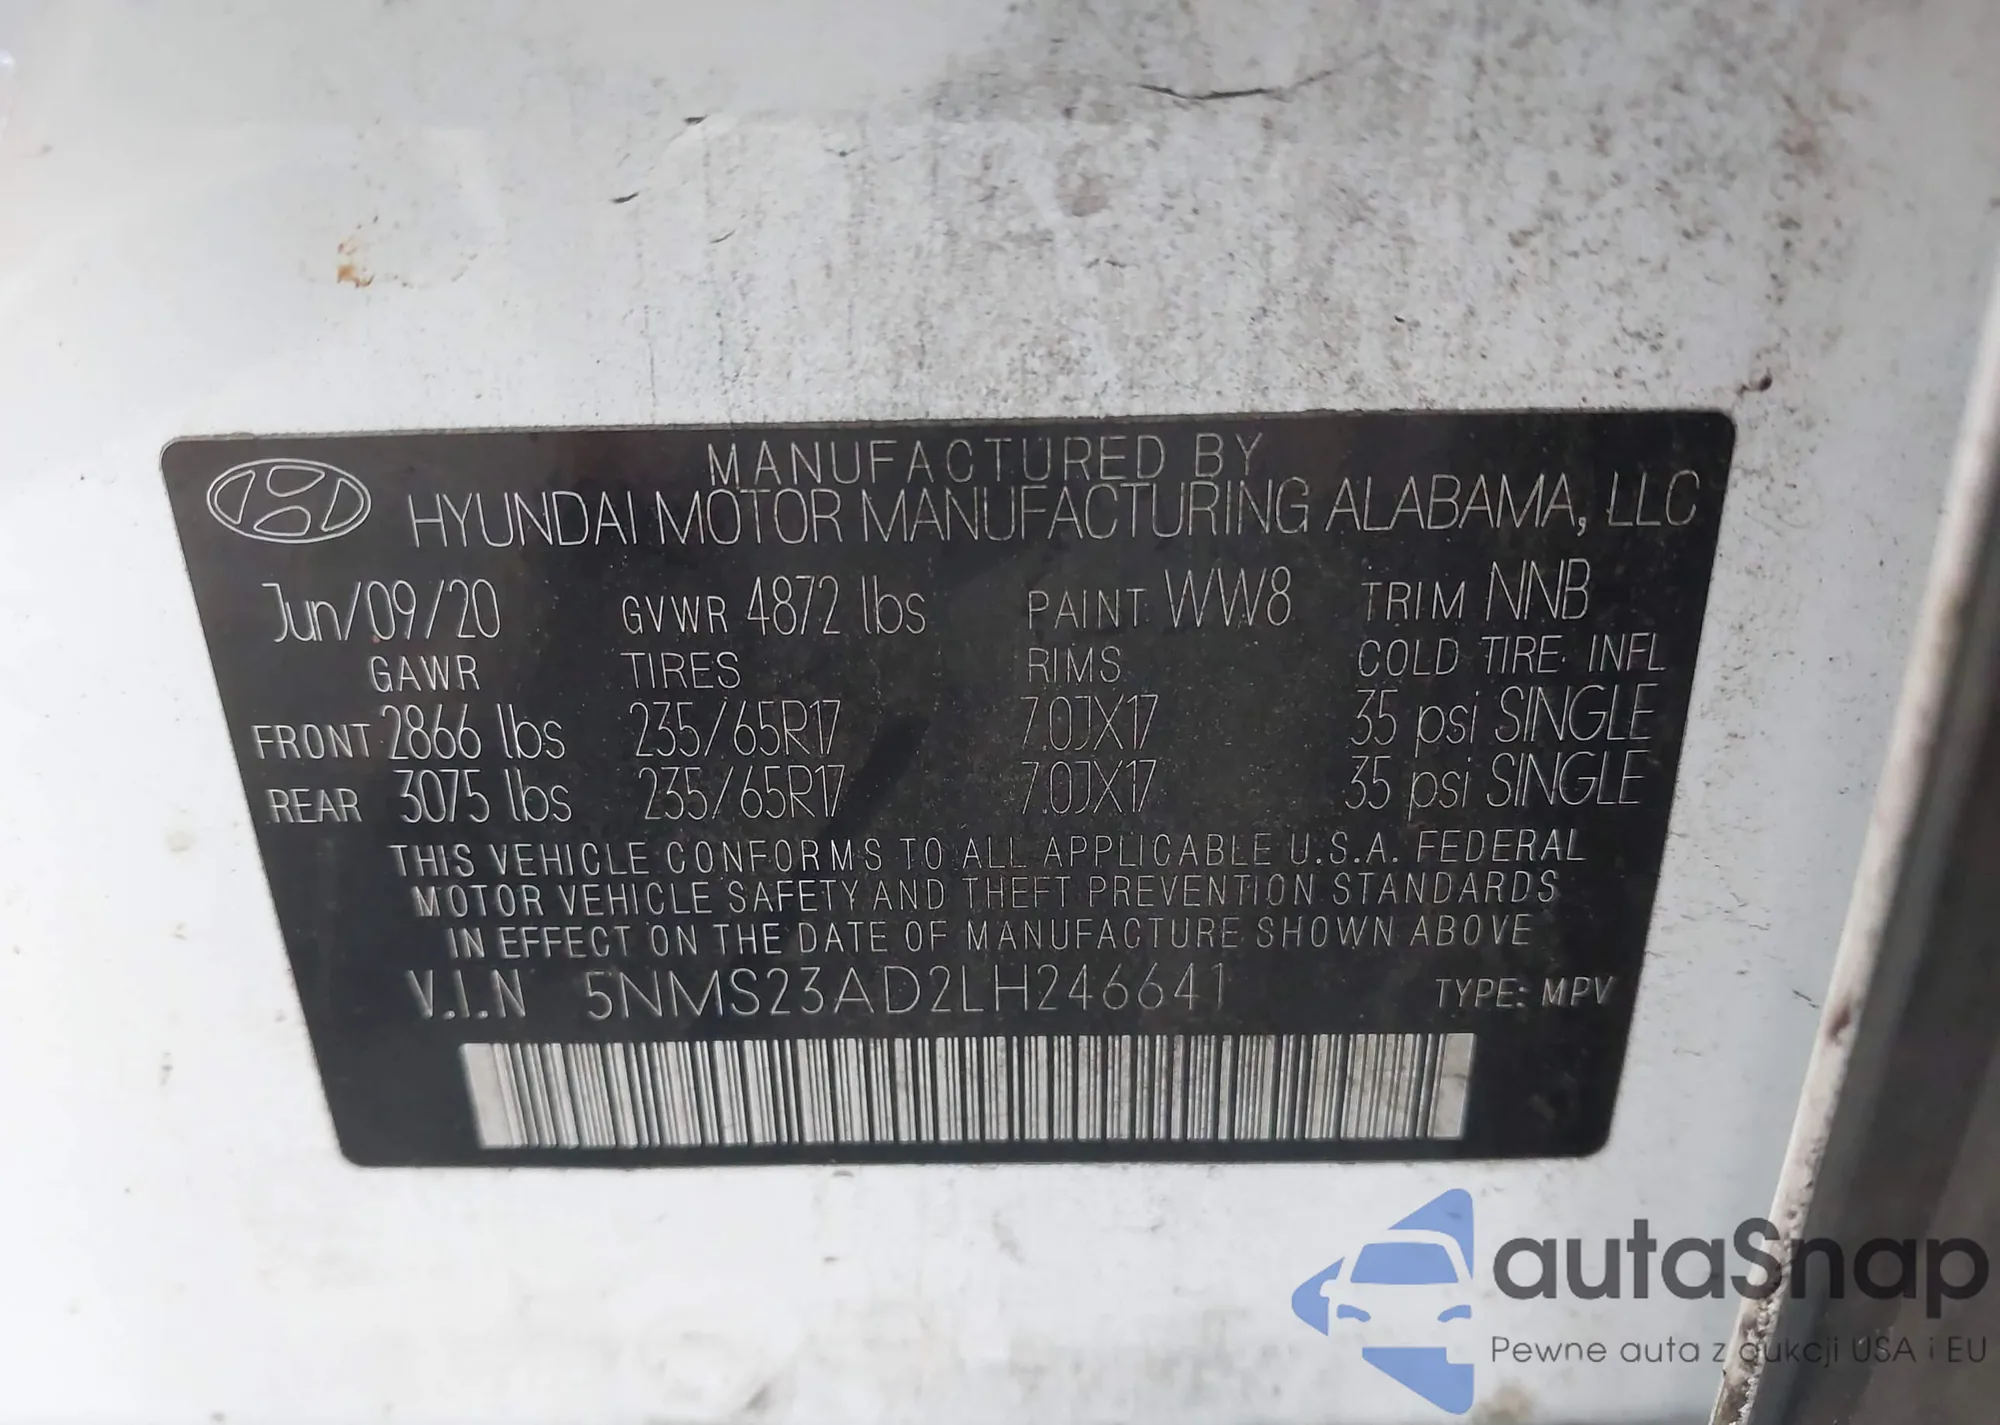 MANUFACTURED BY
HYUNDAI MOTOR MANUFACTURING ALABAMA, LLC
Jun/09/20 GVWR 4872 lbs PAINT WW8 TRIM NNB
GAWR TIRES RIMS COLD TIRE. INFL
FRONT 2866 lbs 235/65R17 7.0JX17 35 psi SINGLE
REAR 3075 lbs 235/65R17 7.0JX17 35 psi SINGLE
THIS VEHICLE CONFORMS TO ALL APPLICABLE U.S.A. FEDERAL
MOTOR VEHICLE SAFETY AND THEFT PREVENTION STANDARDS
IN EFFECT ON THE DATE OF MANUFACTURE SHOWN ABOVE
V.I.N 5NMS23AD2LH246641 TYPE: MPV
autaSnap
Pewne auta z aukcji USA i EU